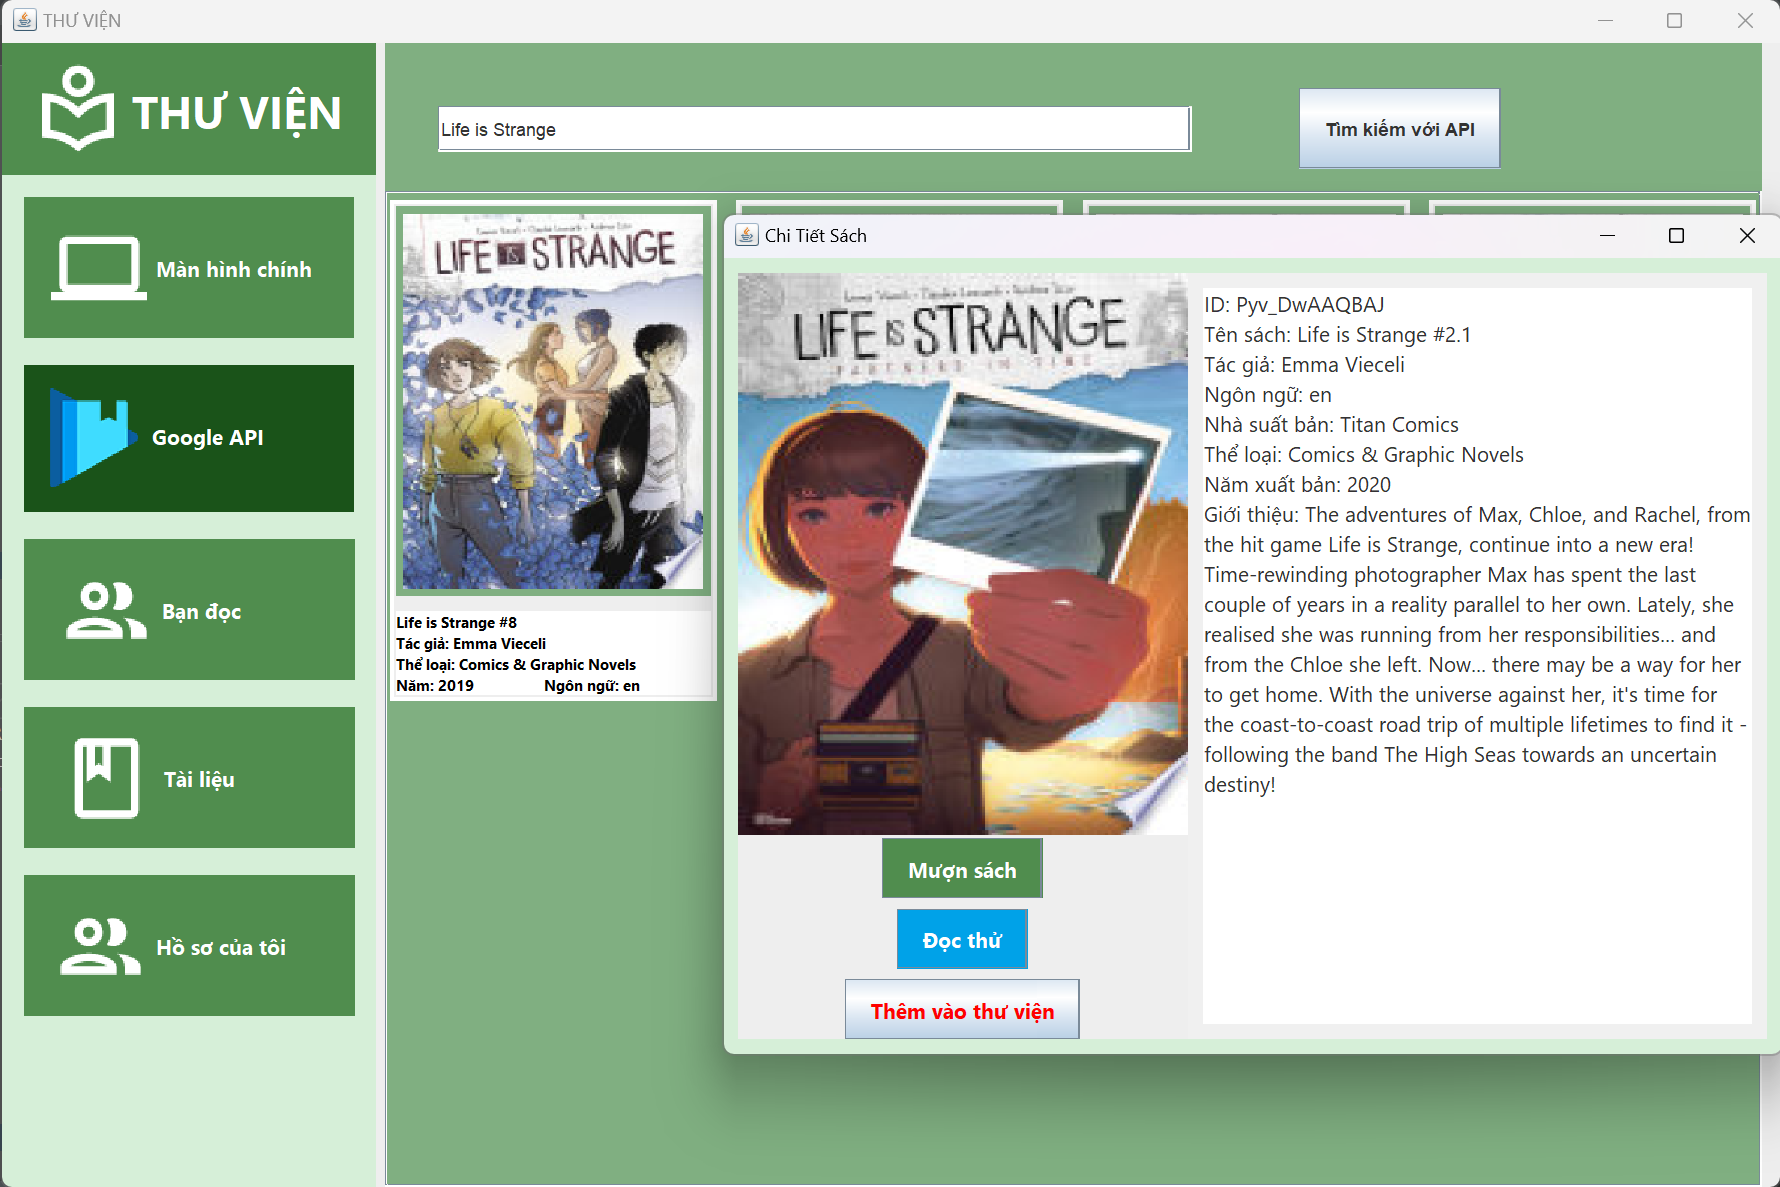 THƯ VIỆN
THƯ VIỆN
Màn hình chính
Google API
Bạn đọc
Tài liệu
Hồ sơ của tôi
Life is Strange
Tìm kiếm với API
LIFE IS STRANGE
Life is Strange #8
Tác giả: Emma Vieceli
Thể loại: Comics & Graphic Novels
Năm: 2019 Ngôn ngữ: en
Chi Tiết Sách
LIFE IS STRANGE
PARTNERS IN TIME
Mượn sách
Đọc thử
Thêm vào thư viện
ID: Pyv_DwAAQBAJ
Tên sách: Life is Strange #2.1
Tác giả: Emma Vieceli
Ngôn ngữ: en
Nhà suất bản: Titan Comics
Thể loại: Comics & Graphic Novels
Năm xuất bản: 2020
Giới thiệu: The adventures of Max, Chloe, and Rachel, from
the hit game Life is Strange, continue into a new era!
Time-rewinding photographer Max has spent the last
couple of years in a reality parallel to her own. Lately, she
realised she was running from her responsibilities... and
from the Chloe she left. Now... there may be a way for her
to get home. With the universe against her, it's time for
the coast-to-coast road trip of multiple lifetimes to find it -
following the band The High Seas towards an uncertain
destiny!